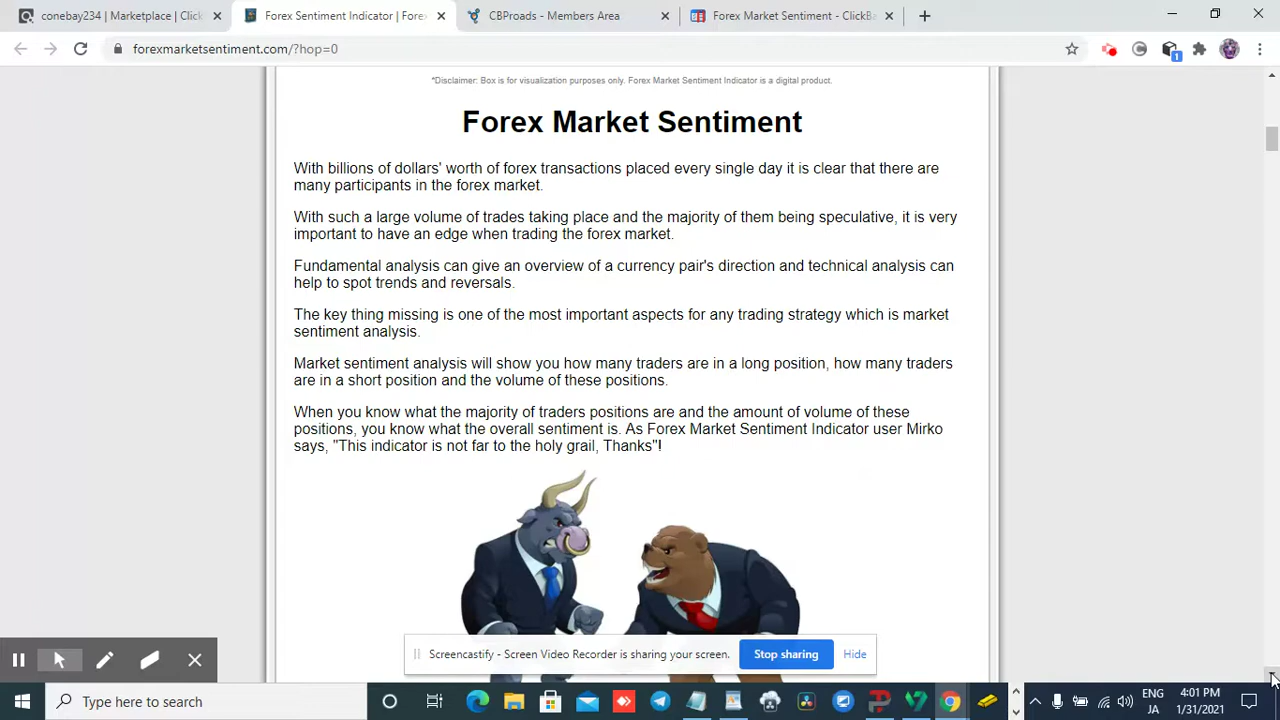 conebay234 | Marketplace | Click
Forex Sentiment Indicator | Fore
CBProads - Members Area
Forex Market Sentiment - ClickBa
forexmarketsentiment.com/?hop=0
1
*Disclaimer: Box is for visualization purposes only. Forex Market Sentiment Indicator is a digital product.
Forex Market Sentiment
With billions of dollars' worth of forex transactions placed every single day it is clear that there are
many participants in the forex market.
With such a large volume of trades taking place and the majority of them being speculative, it is very
important to have an edge when trading the forex market.
Fundamental analysis can give an overview of a currency pair's direction and technical analysis can
help to spot trends and reversals.
The key thing missing is one of the most important aspects for any trading strategy which is market
sentiment analysis.
Market sentiment analysis will show you how many traders are in a long position, how many traders
are in a short position and the volume of these positions.
When you know what the majority of traders positions are and the amount of volume of these
positions, you know what the overall sentiment is. As Forex Market Sentiment Indicator user Mirko
says, "This indicator is not far to the holy grail, Thanks"!
Screencastify - Screen Video Recorder is sharing your screen.
Stop sharing
Hide
Type here to search
ENG
JA
4:01 PM
1/31/2021